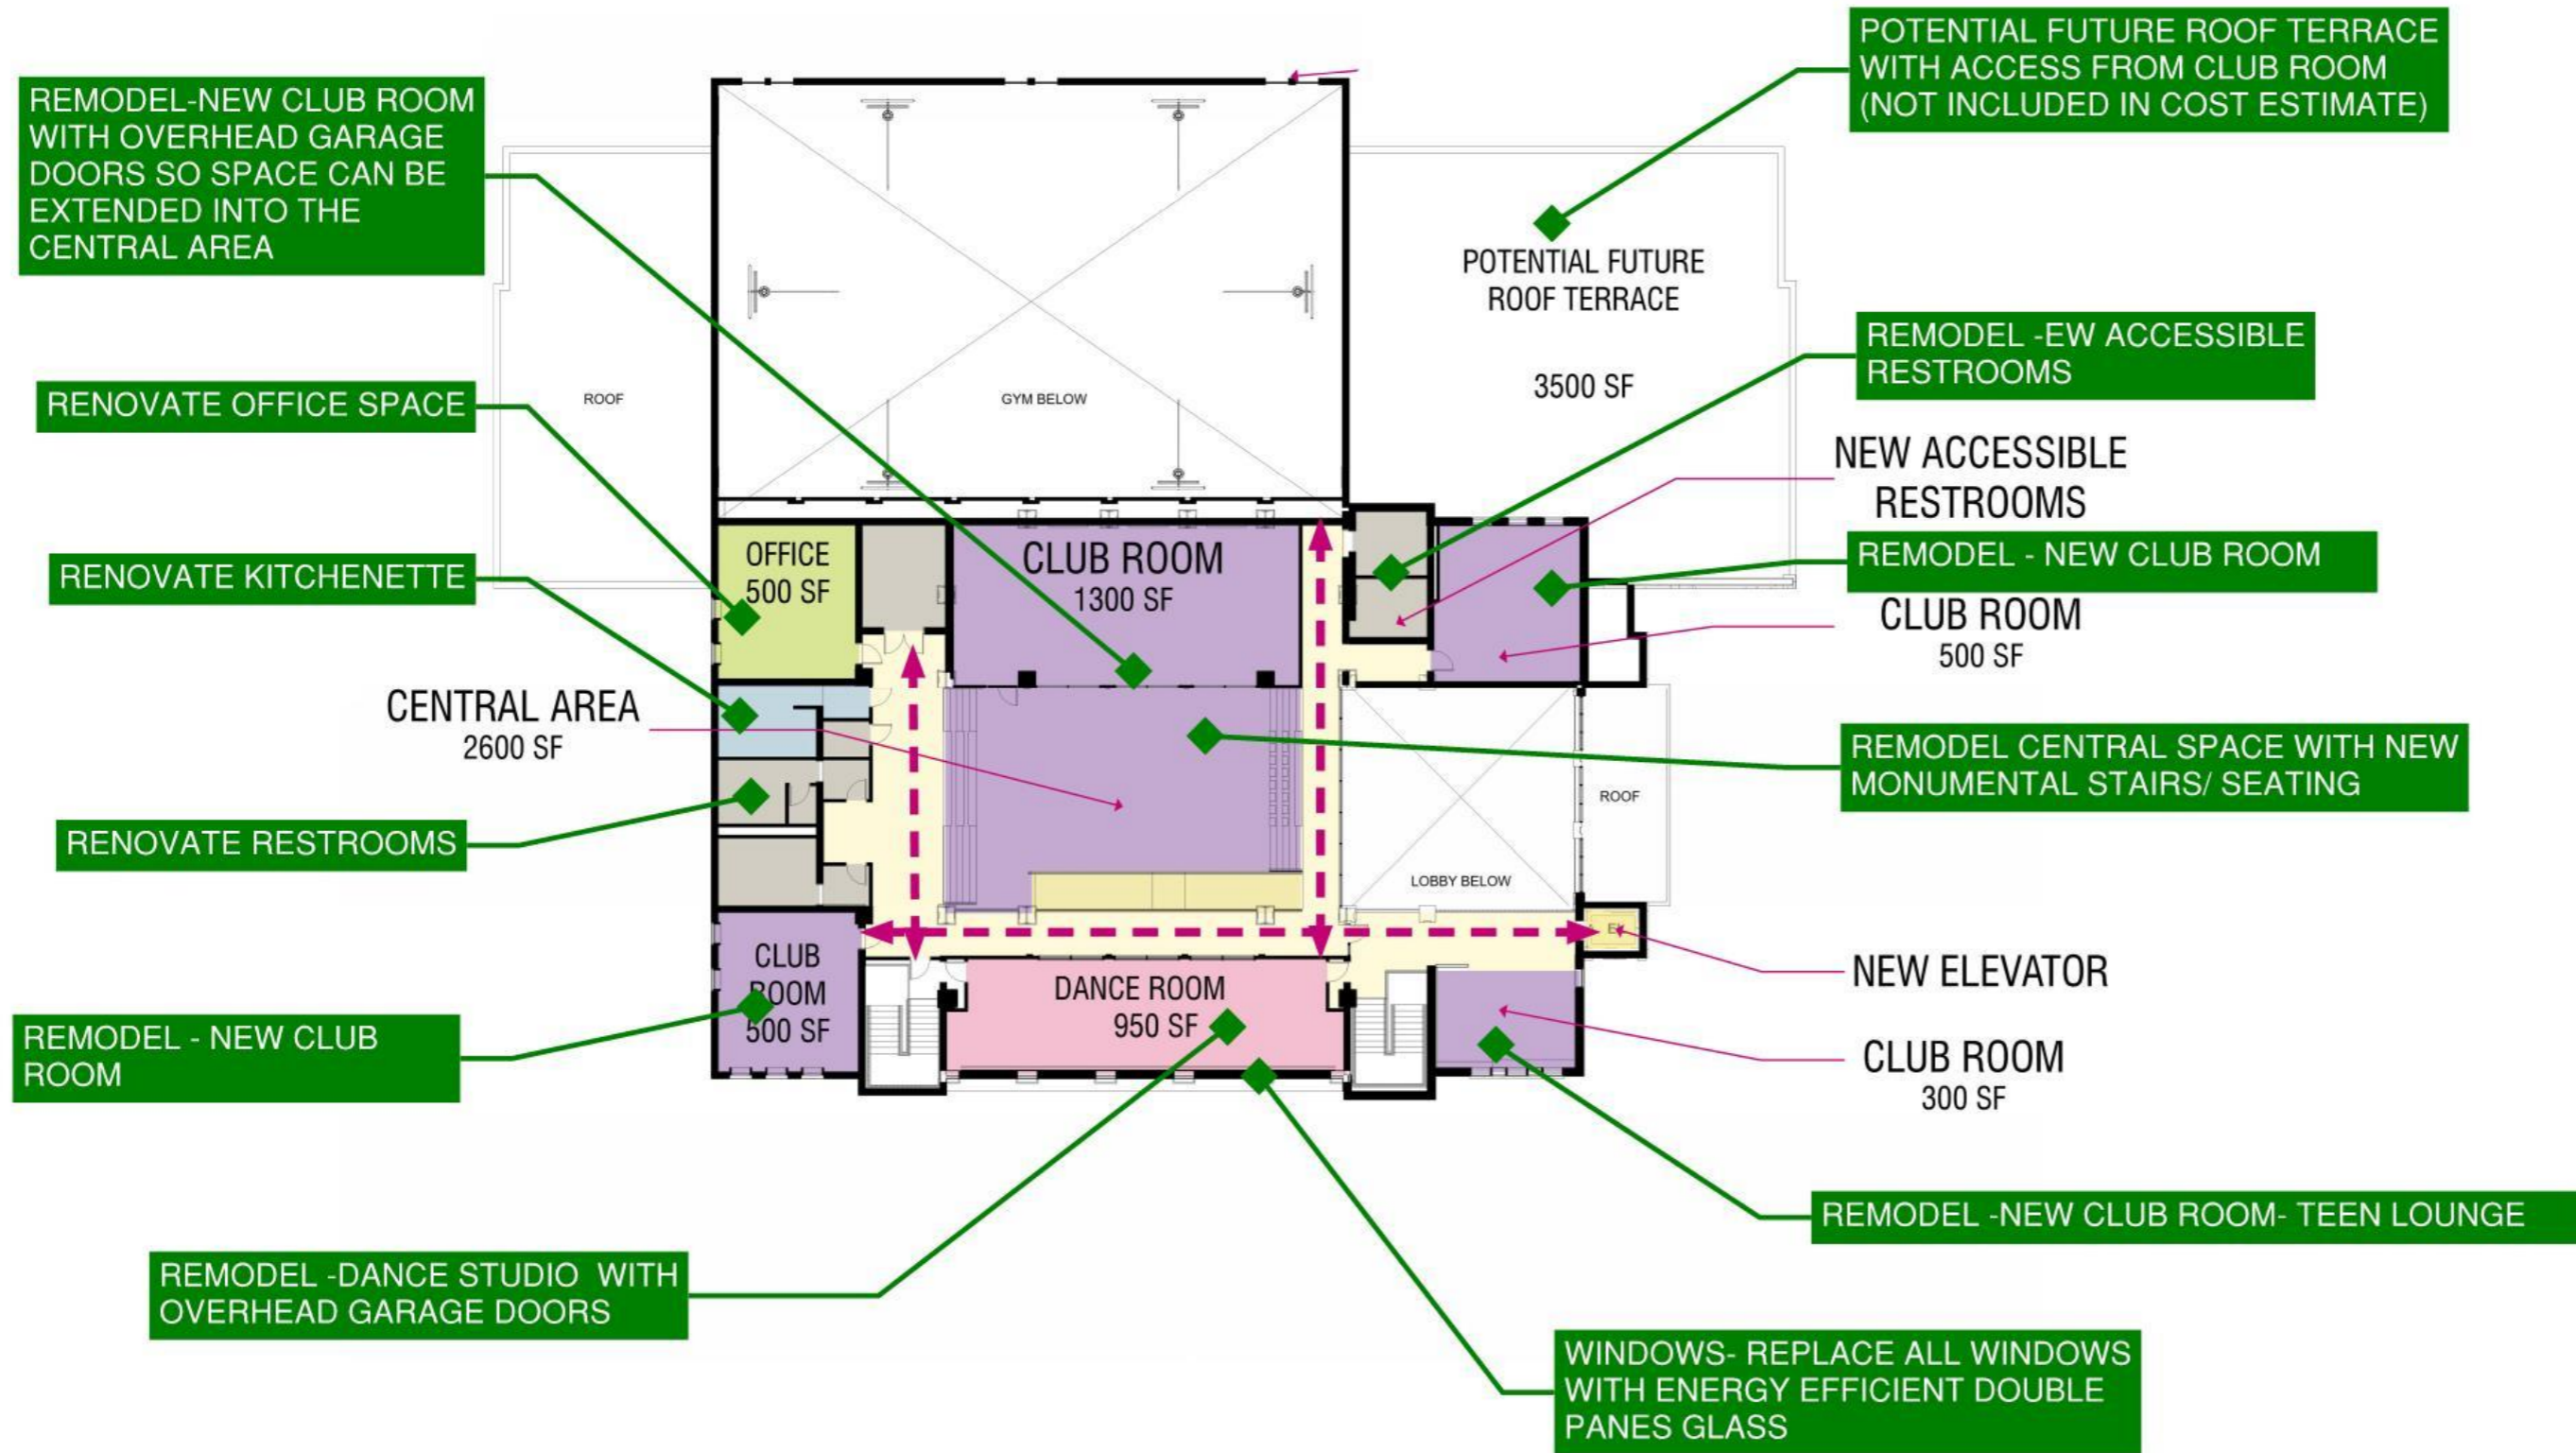 POTENTIAL FUTURE ROOF TERRACE
WITH ACCESS FROM CLUB ROOM
(NOT INCLUDED IN COST ESTIMATE)
REMODEL-NEW CLUB ROOM
WITH OVERHEAD GARAGE
DOORS SO SPACE CAN BE
EXTENDED INTO THE
CENTRAL AREA
POTENTIAL FUTURE
ROOF TERRACE
3500 SF
REMODEL -EW ACCESSIBLE
RESTROOMS
RENOVATE OFFICE SPACE
ROOF
GYM BELOW
NEW ACCESSIBLE
RESTROOMS
OFFICE
500 SF
CLUB ROOM
1300 SF
REMODEL - NEW CLUB ROOM
RENOVATE KITCHENETTE
CLUB ROOM
500 SF
CENTRAL AREA
2600 SF
REMODEL CENTRAL SPACE WITH NEW
MONUMENTAL STAIRS/ SEATING
ROOF
RENOVATE RESTROOMS
LOBBY BELOW
CLUB
ROOM
500 SF
NEW ELEVATOR
DANCE ROOM
950 SF
REMODEL - NEW CLUB
ROOM
CLUB ROOM
300 SF
REMODEL -NEW CLUB ROOM- TEEN LOUNGE
REMODEL -DANCE STUDIO  WITH
OVERHEAD GARAGE DOORS
WINDOWS- REPLACE ALL WINDOWS
WITH ENERGY EFFICIENT DOUBLE
PANES GLASS